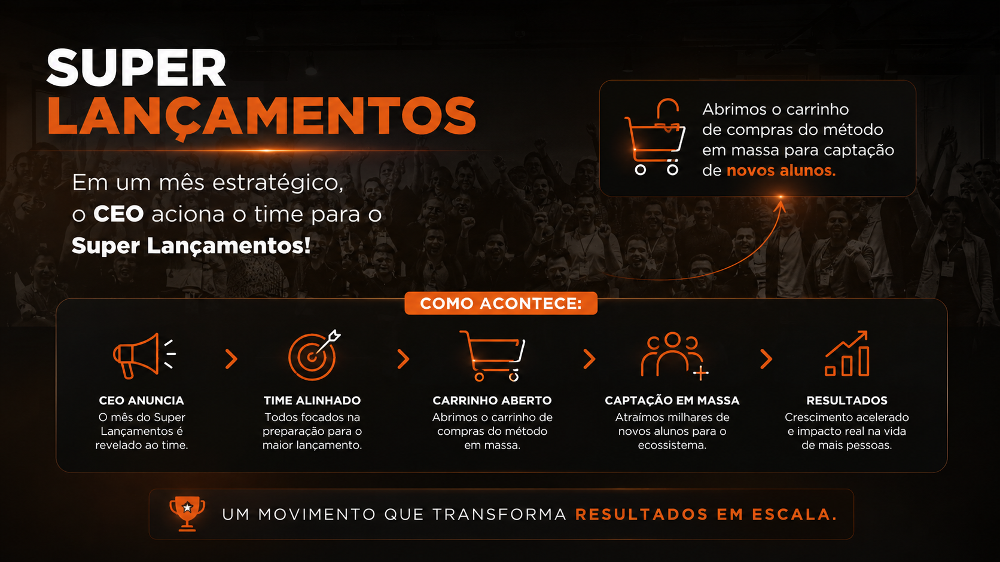 SUPER
LANÇAMENTOS
Em um mês estratégico,
o CEO aciona o time para o
Super Lançamentos!
Abrimos o carrinho
de compras do método
em massa para captação
de novos alunos.
COMO ACONTECE:
CEO ANUNCIA
O mês do Super
Lançamentos é
revelado ao time.
TIME ALINHADO
Todos focados na
preparação para o
maior lançamento.
CARRINHO ABERTO
Abrimos o carrinho de
compras do método
em massa.
CAPTAÇÃO EM MASSA
Atraímos milhares de
novos alunos para o
ecossistema.
RESULTADOS
Crescimento acelerado
e impacto real na vida
de mais pessoas.
UM MOVIMENTO QUE TRANSFORMA RESULTADOS EM ESCALA.